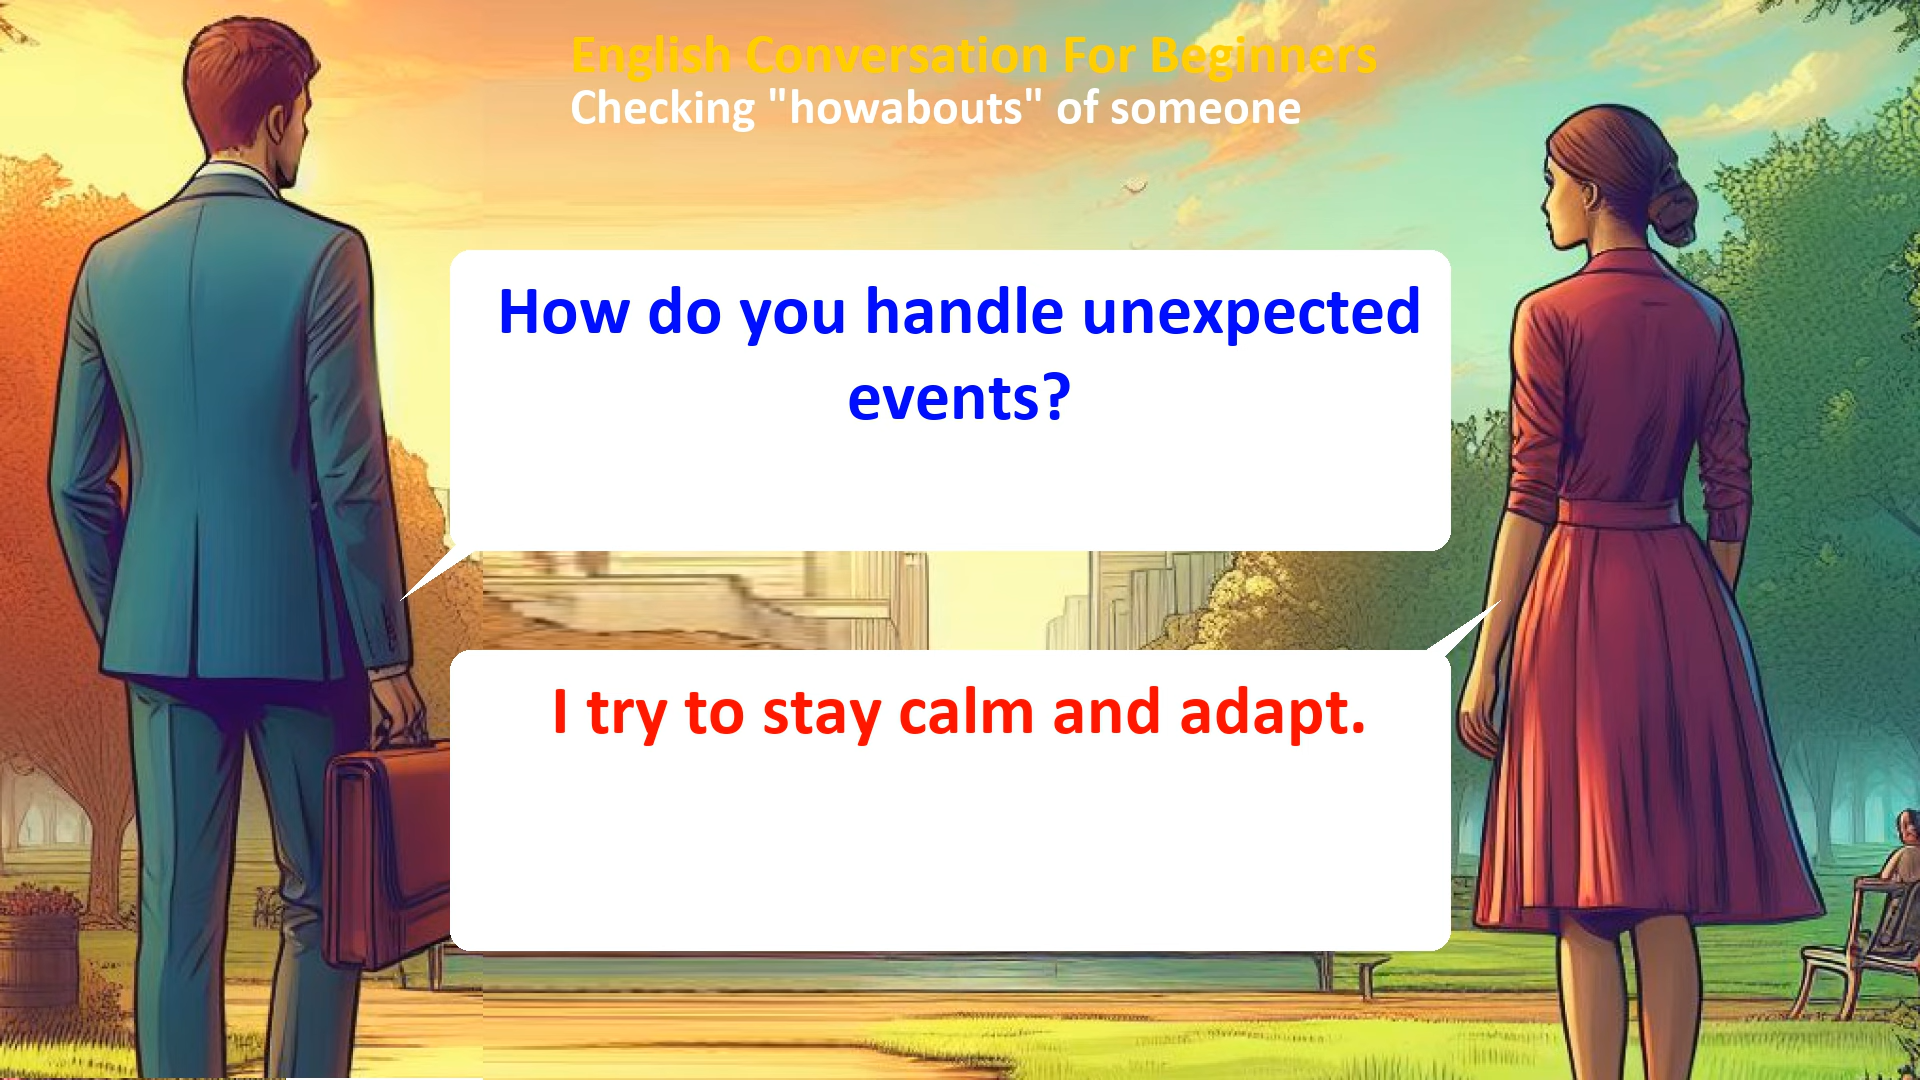 English Conversation For Beginners
Checking "howabouts" of someone
How do you handle unexpected
events?
I try to stay calm and adapt.